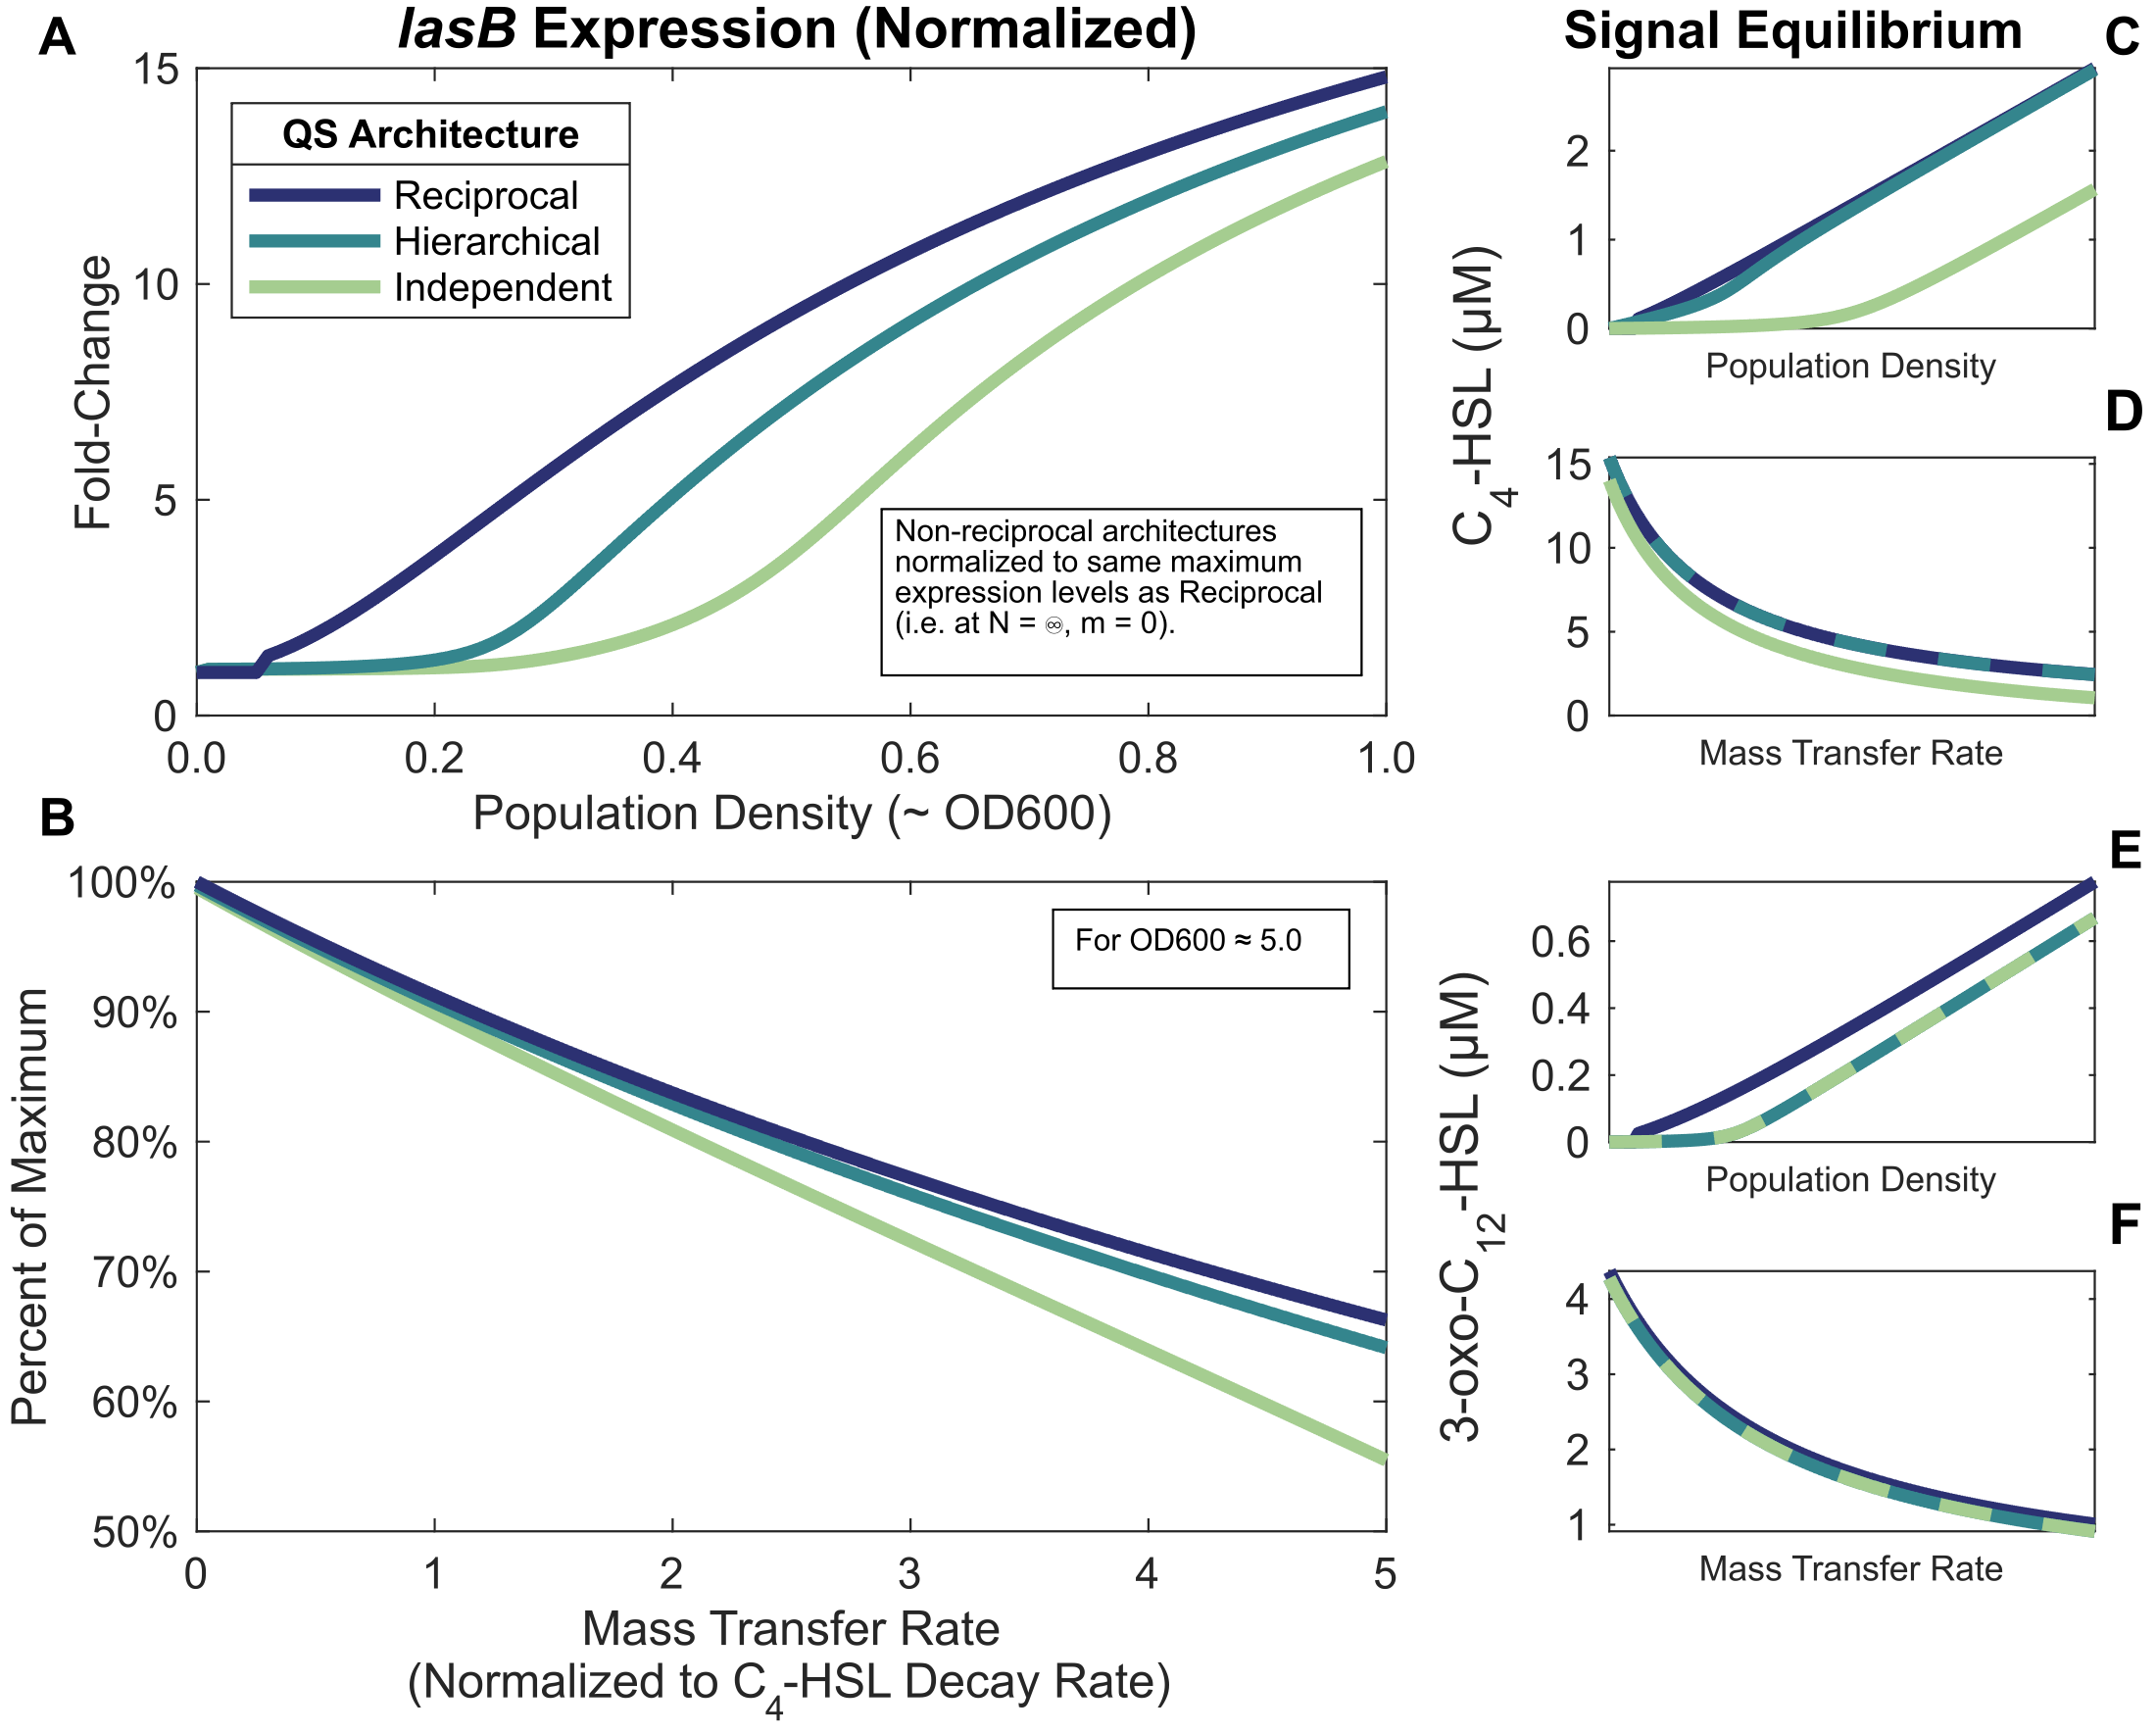 A
lasB Expression (Normalized)
15
10
5
0
Fold-Change
QS Architecture
Reciprocal
Hierarchical
Independent
Non-reciprocal architectures
normalized to same maximum
expression levels as Reciprocal
(i.e. at N = ∞, m = 0).
0.0 0.2 0.4 0.6 0.8 1.0
Population Density (~ OD600)
B
100%
90%
80%
70%
60%
50%
Percent of Maximum
For OD600 ≈ 5.0
0 1 2 3 4 5
Mass Transfer Rate
(Normalized to C4-HSL Decay Rate)
Signal Equilibrium
C
C4-HSL (µM)
2
1
0
Population Density
D
15
10
5
0
Mass Transfer Rate
E
3-oxo-C12-HSL (µM)
0.6
0.4
0.2
0
Population Density
F
4
3
2
1
Mass Transfer Rate